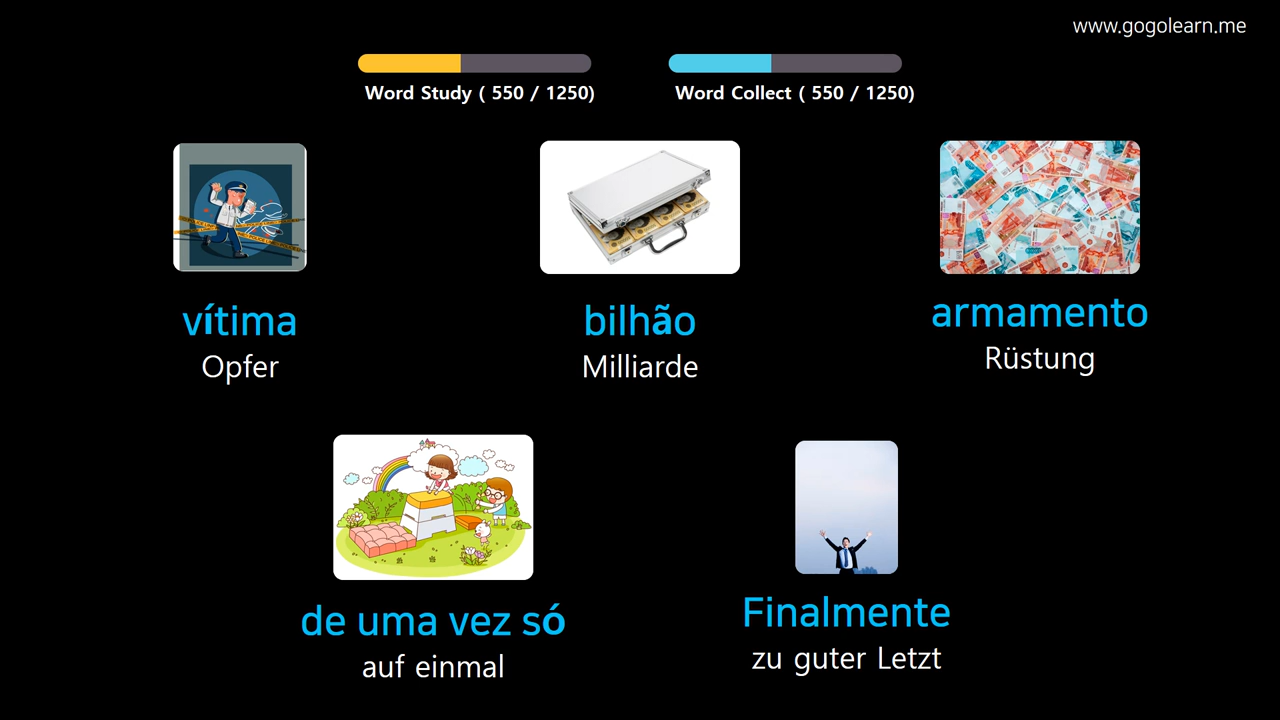 www.gogolearn.me
Word Study ( 550 / 1250)
Word Collect ( 550 / 1250)
vítima
Opfer
bilhão
Milliarde
armamento
Rüstung
de uma vez só
auf einmal
Finalmente
zu guter Letzt